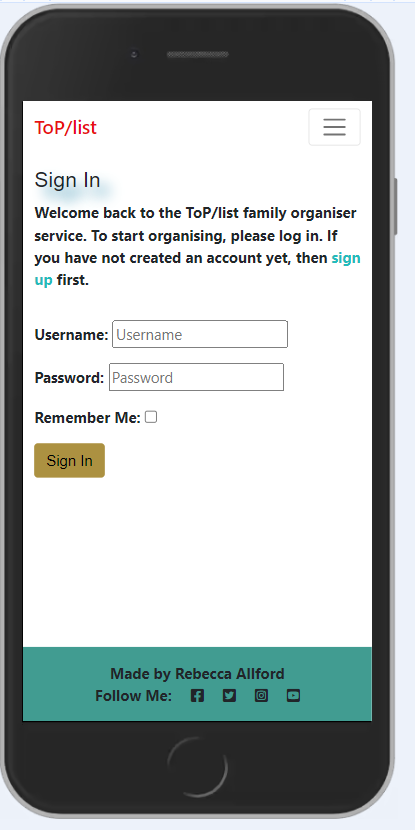 ToP/list
Sign In
Welcome back to the ToP/list family organiser
service. To start organising, please log in. If
you have not created an account yet, then sign
up first.
Username: Username
Password: Password
Remember Me:
Sign In
Made by Rebecca Allford
Follow Me: